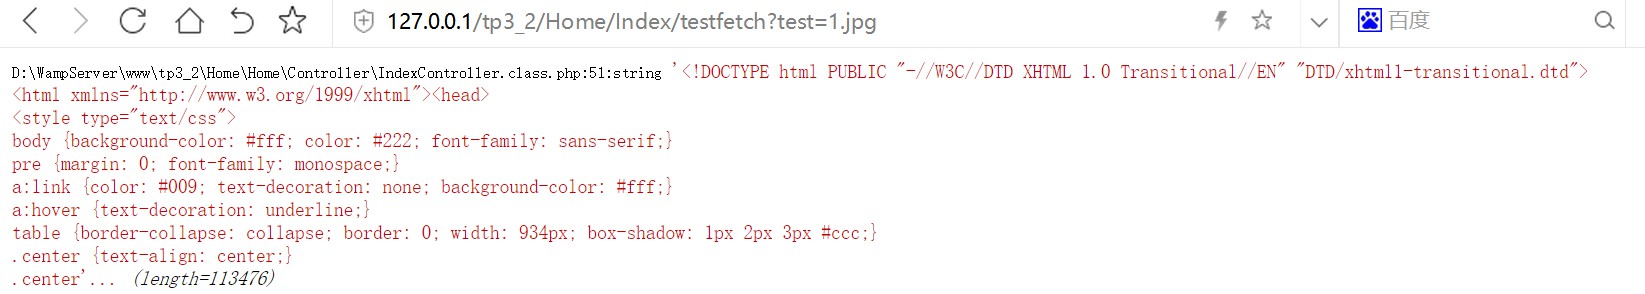 127.0.0.1/tp3_2/Home/Index/testfetch?test=1.jpg
百度
D:\WampServer\www\tp3_2\Home\Home\Controller\IndexController.class.php:51:string '<!DOCTYPE html PUBLIC "-//W3C//DTD XHTML 1.0 Transitional//EN" "DTD/xhtml1-transitional.dtd">
<html xmlns="http://www.w3.org/1999/xhtml"><head>
<style type="text/css">
body {background-color: #fff; color: #222; font-family: sans-serif;}
pre {margin: 0; font-family: monospace;}
a:link {color: #009; text-decoration: none; background-color: #fff;}
a:hover {text-decoration: underline;}
table {border-collapse: collapse; border: 0; width: 934px; box-shadow: 1px 2px 3px #ccc;}
.center {text-align: center;}
.center'... (length=113476)